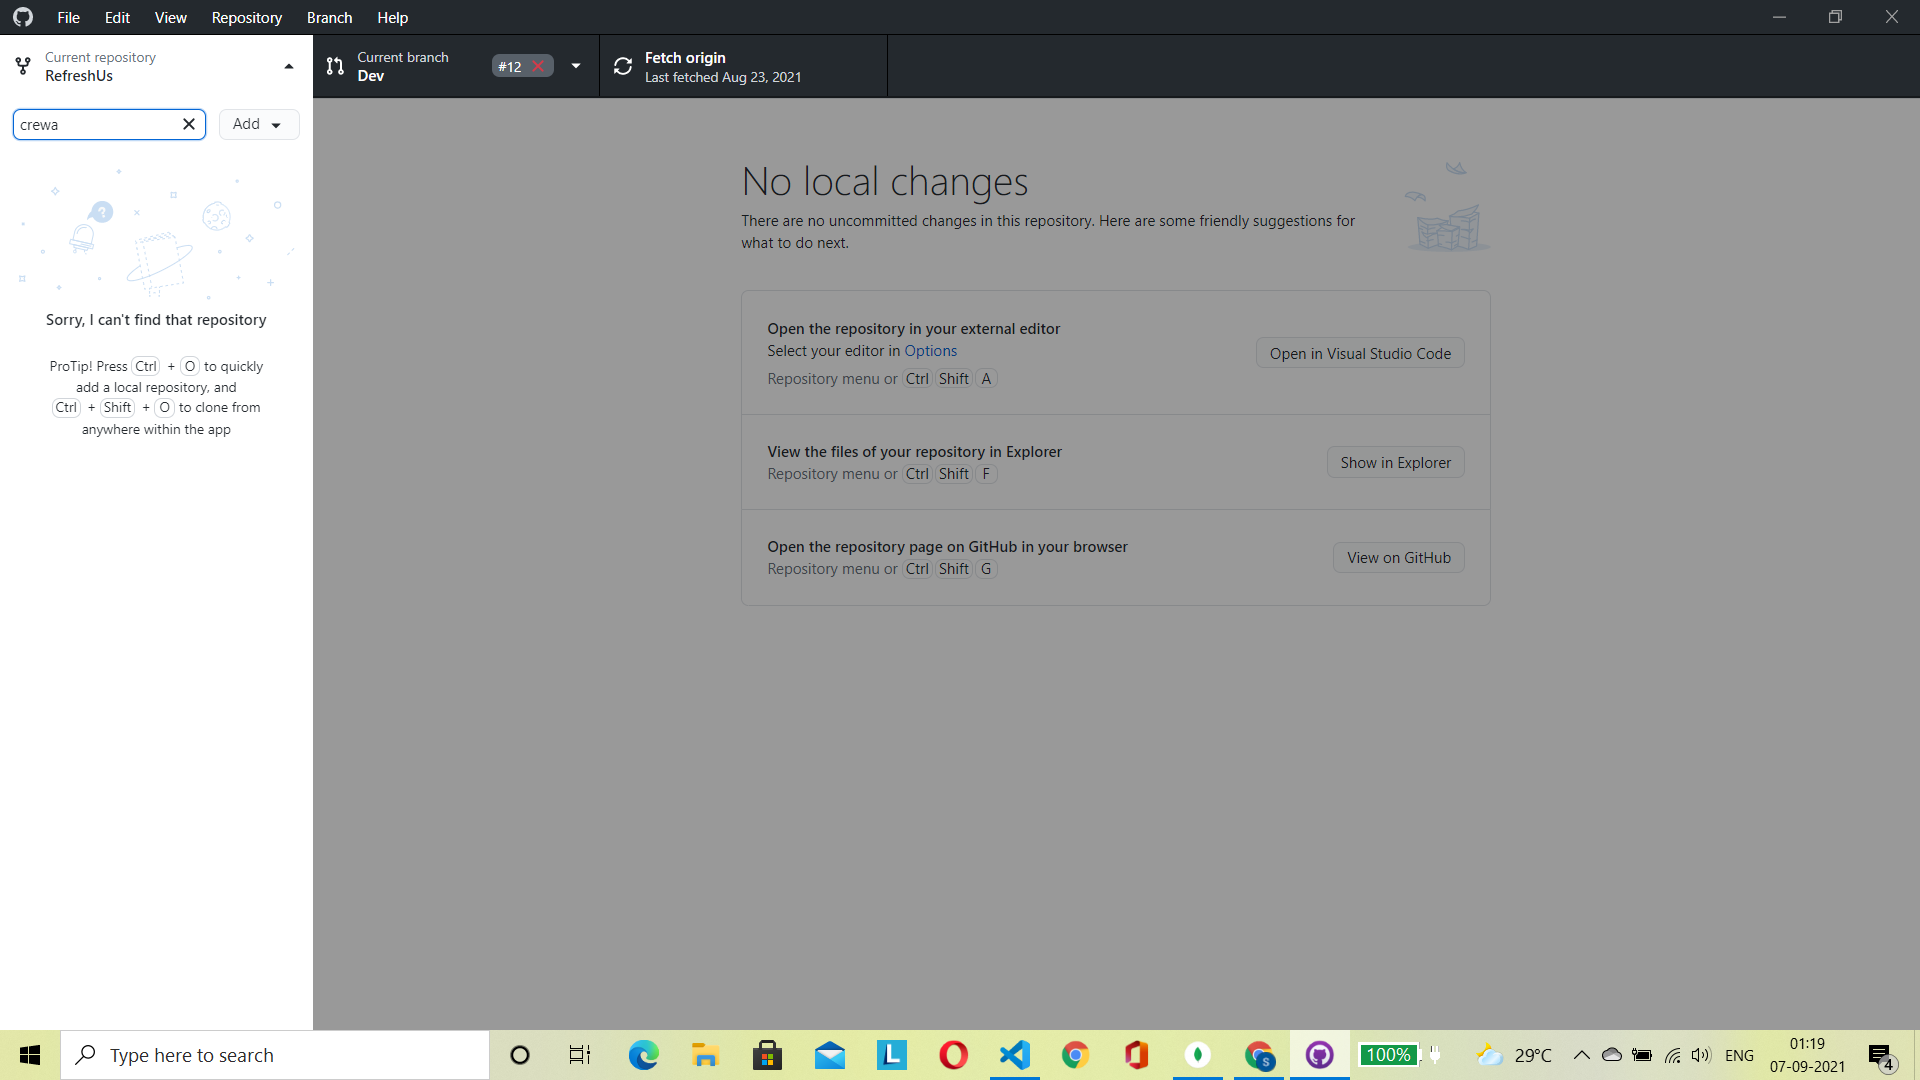 File Edit View Repository Branch Help
Current repository
RefreshUs
Current branch
Dev
#12
Fetch origin
Last fetched Aug 23, 2021
crewa
Add
?
Sorry, I can't find that repository
ProTip! Press Ctrl + O to quickly
add a local repository, and
Ctrl + Shift + O to clone from
anywhere within the app
No local changes
There are no uncommitted changes in this repository. Here are some friendly suggestions for
what to do next.
Open the repository in your external editor
Select your editor in Options
Repository menu or Ctrl Shift A
Open in Visual Studio Code
View the files of your repository in Explorer
Repository menu or Ctrl Shift F
Show in Explorer
Open the repository page on GitHub in your browser
Repository menu or Ctrl Shift G
View on GitHub
Type here to search
L
S
100%
29°C
ENG
01:19
07-09-2021
4